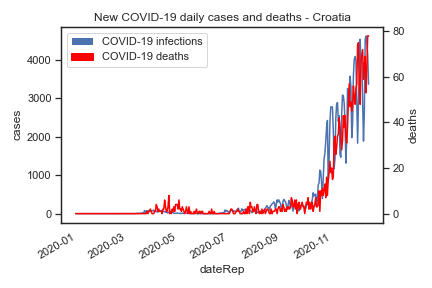 New COVID-19 daily cases and deaths - Croatia
COVID-19 infections
COVID-19 deaths
cases
4000
3000
2000
1000
0
deaths
80
60
40
20
0
2020-01
2020-03
2020-05
2020-07
2020-09
2020-11
dateRep